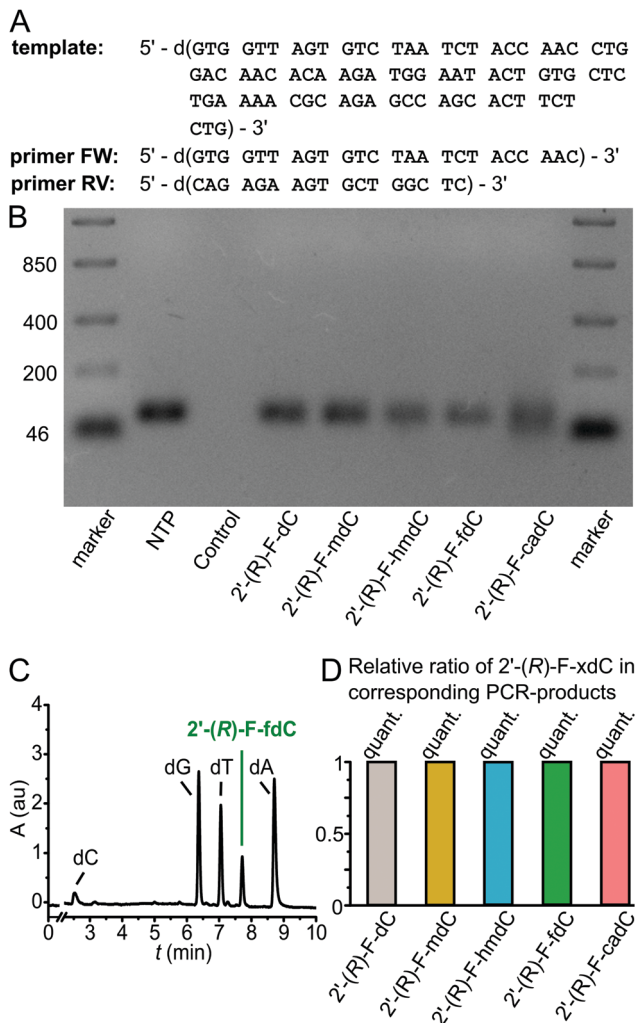 A
template: 5' - d(GTG GTT AGT GTC TAA TCT ACC AAC CTG
GAC AAC ACA AGA TGG AAT ACT GTG CTC
TGA AAA CGC AGA GCC AGC ACT TCT
CTG) - 3'
primer FW: 5' - d(GTG GTT AGT GTC TAA TCT ACC AAC) - 3'
primer RV: 5' - d(CAG AGA AGT GCT GGC TC) - 3'
B
850
400
200
46
marker
NTP
Control
2'-(R)-F-dC
2'-(R)-F-mdC
2'-(R)-F-hmdC
2'-(R)-F-fdC
2'-(R)-F-cadC
marker
C
A (au)
4
3
2
1
0
dC
dG
dT
2'-(R)-F-fdC
dA
0 3 4 5 6 7 8 9 10
t (min)
D Relative ratio of 2'-(R)-F-xdC in
corresponding PCR-products
quant. quant. quant. quant. quant.
1
0.5
0
2'-(R)-F-dC
2'-(R)-F-mdC
2'-(R)-F-hmdC
2'-(R)-F-fdC
2'-(R)-F-cadC